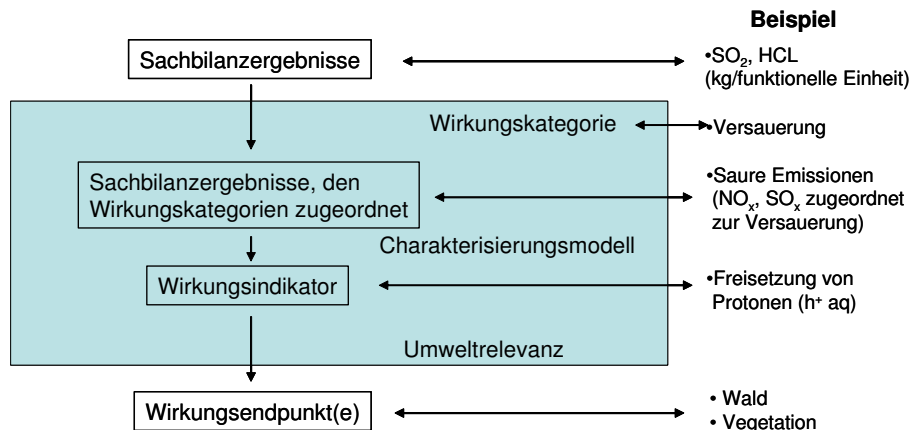 Beispiel
Sachbilanzergebnisse
•SO₂, HCL
(kg/funktionelle Einheit)
Wirkungskategorie
•Versauerung
Sachbilanzergebnisse, den
Wirkungskategorien zugeordnet
•Saure Emissionen
(NOₓ, SOₓ zugeordnet
zur Versauerung)
Charakterisierungsmodell
Wirkungsindikator
•Freisetzung von
Protonen (h⁺ aq)
Umweltrelevanz
Wirkungsendpunkt(e)
• Wald
• Vegetation